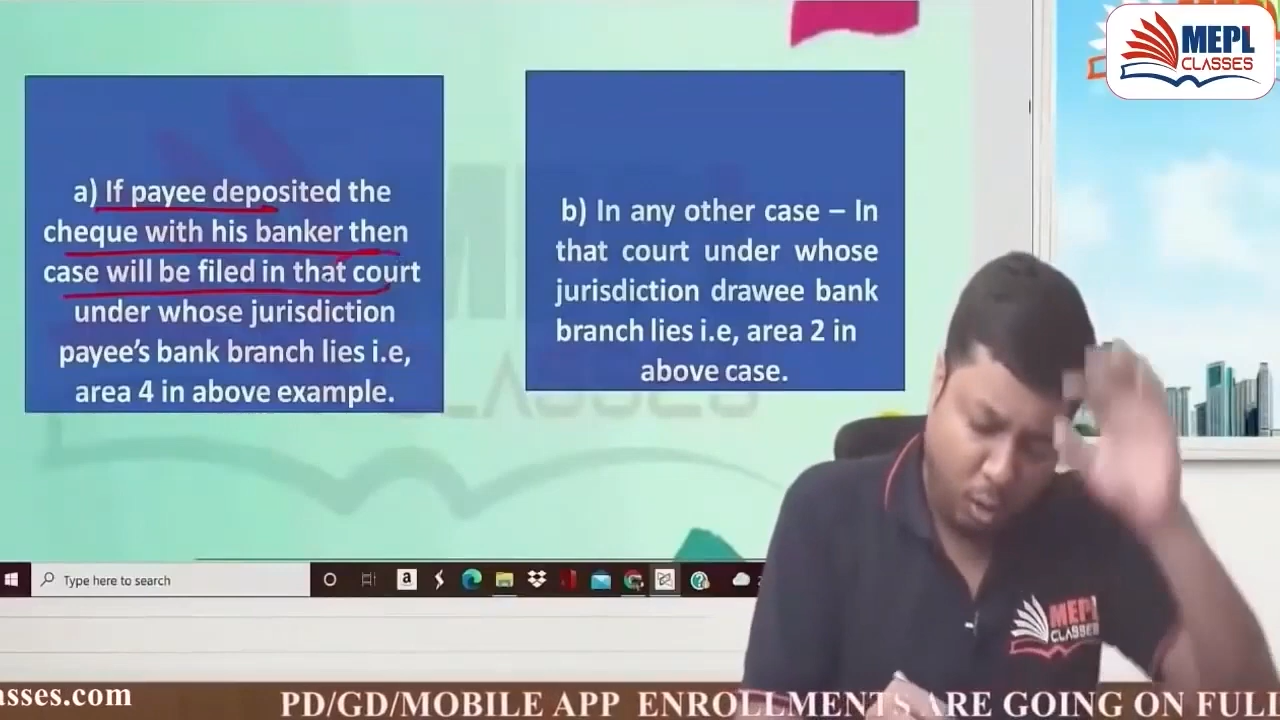 MEPL
CLASSES
a) If payee deposited the
cheque with his banker then
case will be filed in that court
under whose jurisdiction
payee's bank branch lies i.e,
area 4 in above example.
b) In any other case – In
that court under whose
jurisdiction drawee bank
branch lies i.e, area 2 in
above case.
CLASSES
Type here to search
MEPL
CLASSES
asses.com
PD/GD/MOBILE APP ENROLLMENTS ARE GOING ON FULL